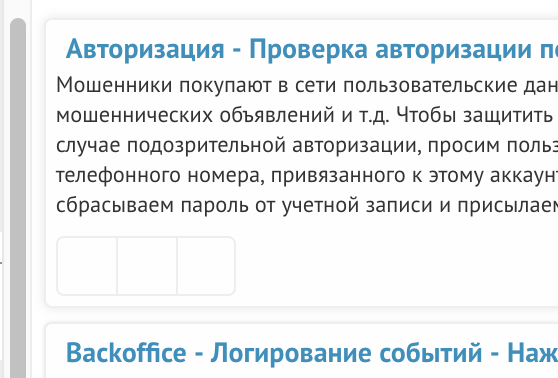 Авторизация - Проверка авторизации
Мошенники покупают в сети пользовательские
мошеннических объявлений и т.д. Чтобы защитить
случае подозрительной авторизации, просим
телефонного номера, привязанного к этому
сбрасываем пароль от учетной записи и
Backoffice - Логирование событий -